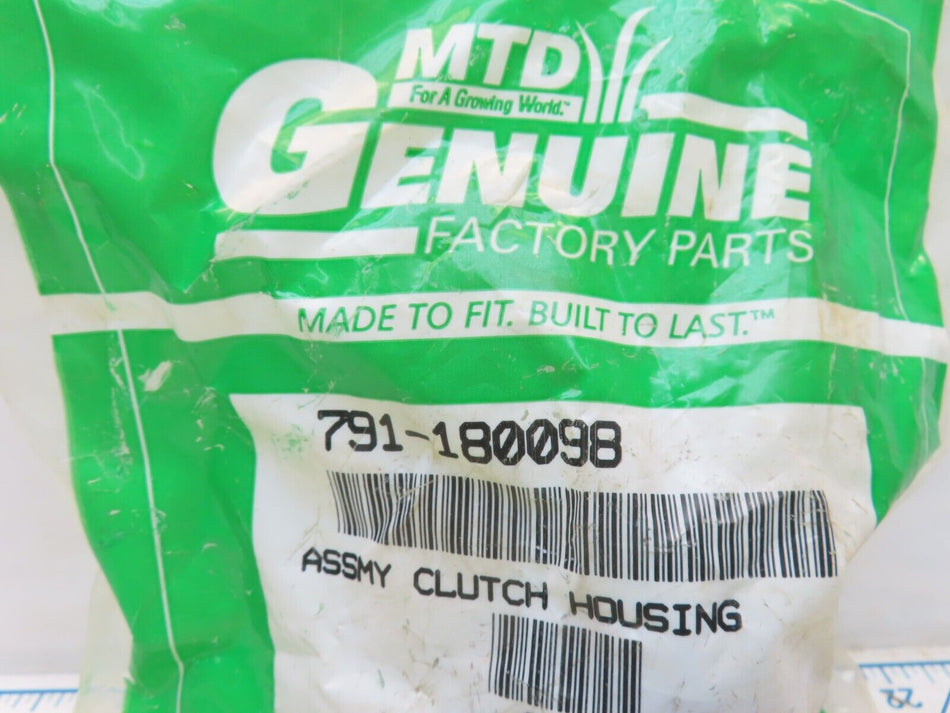 MTD
For A Growing World.™
GENUINE
FACTORY PARTS
MADE TO FIT. BUILT TO LAST.™
791-180098
ASSMY CLUTCH HOUSING
22